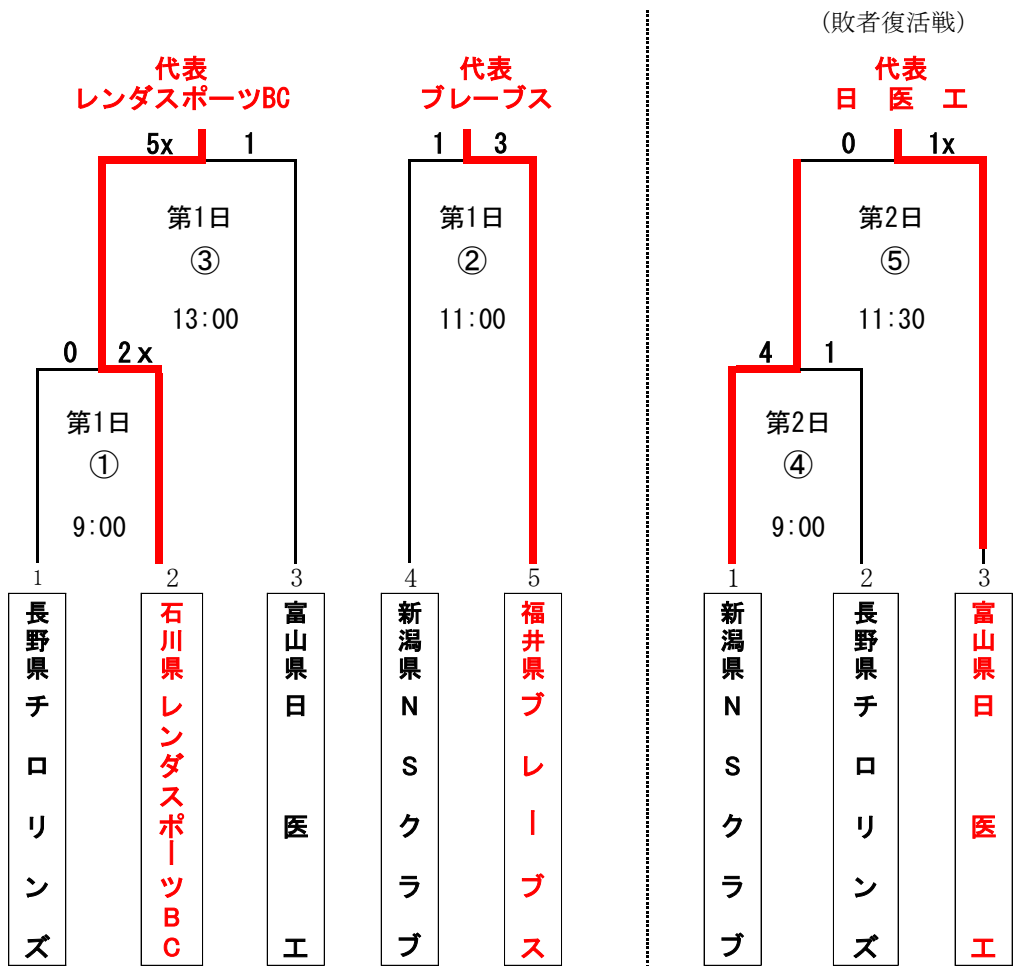 (敗者復活戦)
代表
レンダスポーツBC
代表
ブレーブス
代表
日医工
5x 1
1 3
0 1x
第1日
③
13:00
第1日
②
11:00
第2日
⑤
11:30
0 2x
4 1
第1日
①
9:00
第2日
④
9:00
1 2 3 4 5 1 2 3
長野県チロリンズ
石川県レンダスポーツBC
富山県日医工
新潟県NSクラブ
福井県ブレーブス
新潟県NSクラブ
長野県チロリンズ
富山県日医工